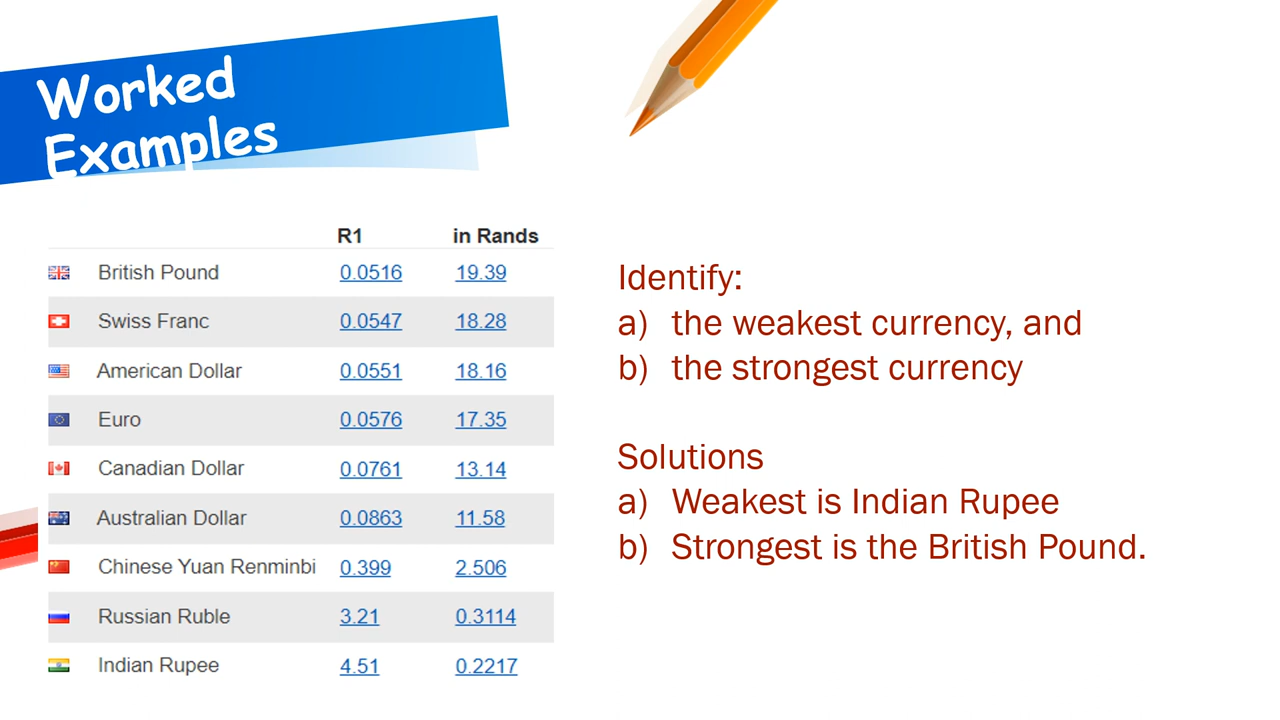 Worked
Examples
R1 in Rands
British Pound 0.0516 19.39
Swiss Franc 0.0547 18.28
American Dollar 0.0551 18.16
Euro 0.0576 17.35
Canadian Dollar 0.0761 13.14
Australian Dollar 0.0863 11.58
Chinese Yuan Renminbi 0.399 2.506
Russian Ruble 3.21 0.3114
Indian Rupee 4.51 0.2217
Identify:
a) the weakest currency, and
b) the strongest currency
Solutions
a) Weakest is Indian Rupee
b) Strongest is the British Pound.